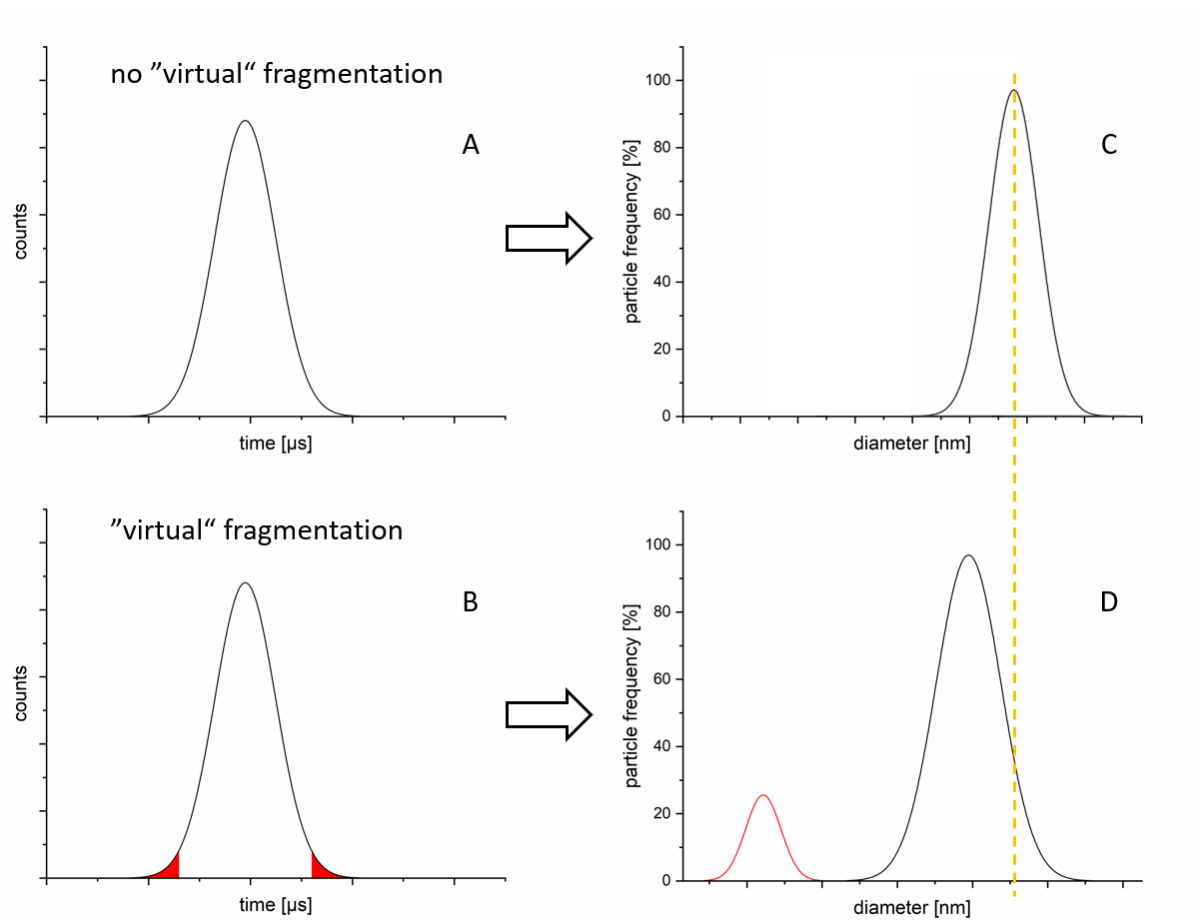 no ”virtual“ fragmentation
A
counts
time [µs]
C
particle frequency [%]
100
80
60
40
20
0
diameter [nm]
”virtual“ fragmentation
B
counts
time [µs]
D
particle frequency [%]
100
80
60
40
20
0
diameter [nm]